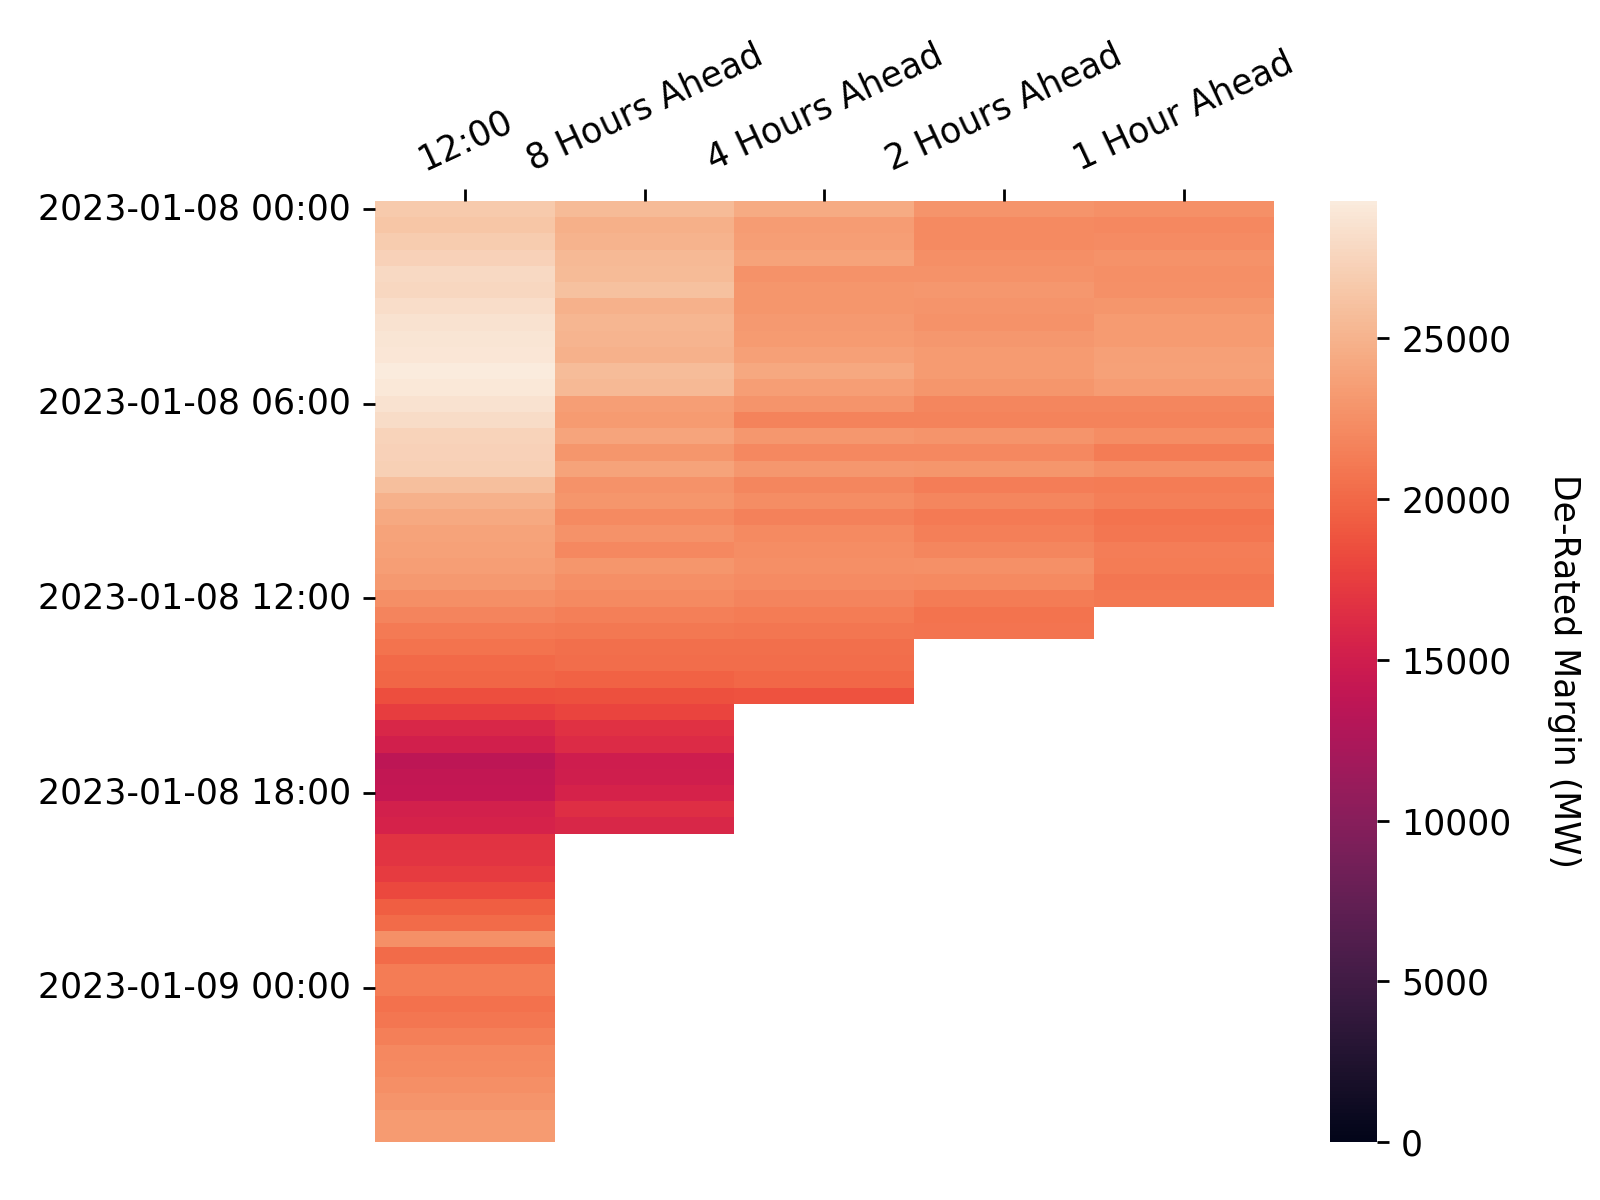 12:00
8 Hours Ahead
4 Hours Ahead
2 Hours Ahead
1 Hour Ahead
2023-01-08 00:00
2023-01-08 06:00
2023-01-08 12:00
2023-01-08 18:00
2023-01-09 00:00
25000
20000
15000
10000
5000
0
De-Rated Margin (MW)